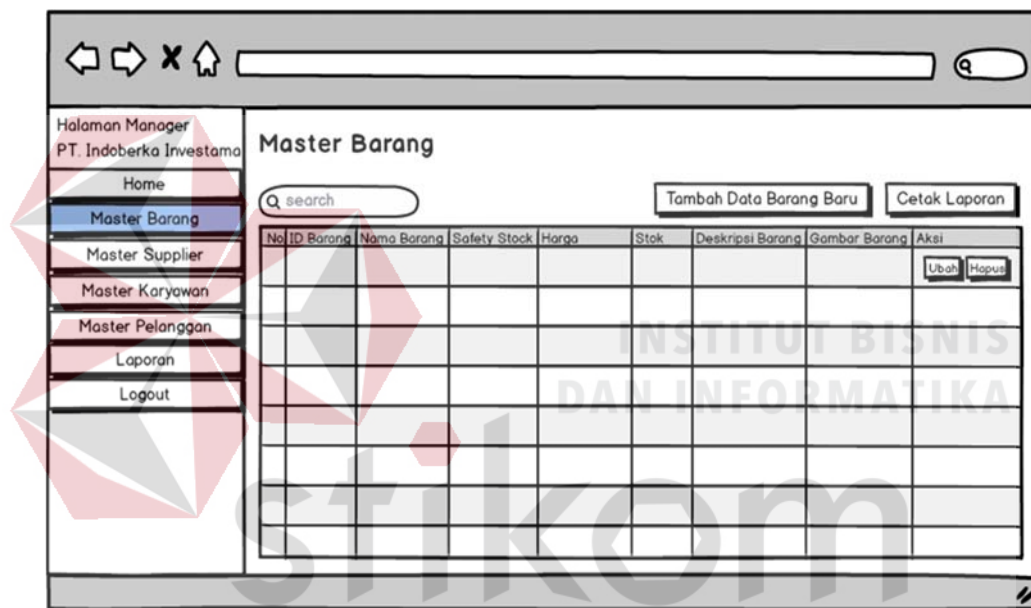 Halaman Manager
PT. Indoberka Investama
Home
Master Barang
Master Supplier
Master Karyawan
Master Pelanggan
Laporan
Logout
Master Barang
search
Tambah Data Barang Baru
Cetak Laporan
No ID Barang Nama Barang Safety Stock Harga Stok Deskripsi Barang Gambar Barang Aksi
Ubah Hapus
INSTITUT BISNIS
DAN INFORMATIKA
stikom